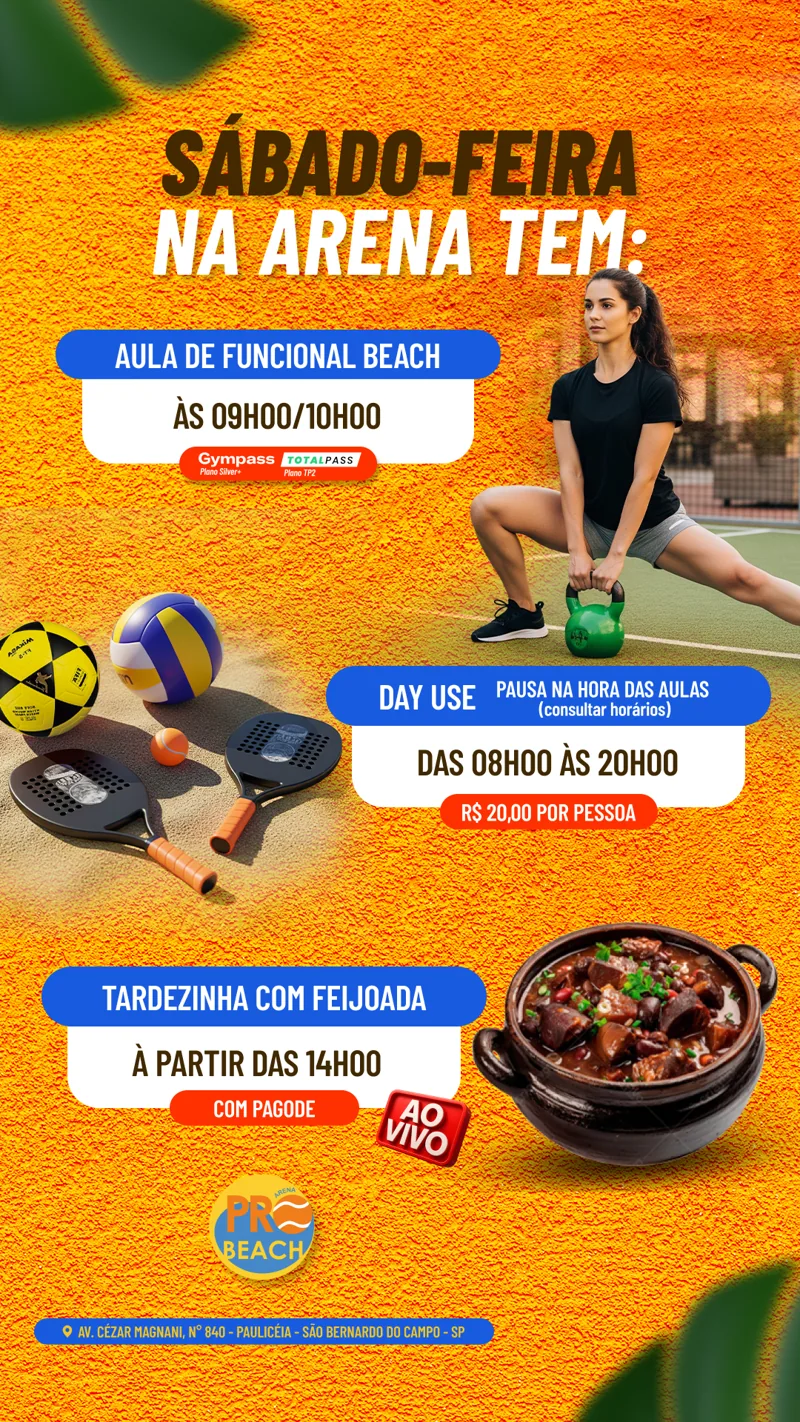 SÁBADO-FEIRA
NA ARENA TEM:
AULA DE FUNCIONAL BEACH
ÀS 09H00/10H00
Gympass TOTALPASS
Plano Silver+ Plano TP2
DAY USE PAUSA NA HORA DAS AULAS
(consultar horários)
DAS 08H00 ÀS 20H00
R$ 20,00 POR PESSOA
TARDEZINHA COM FEIJOADA
À PARTIR DAS 14H00
COM PAGODE
AO
VIVO
ARENA
PRO
BEACH
AV. CÉZAR MAGNANI, N° 840 - PAULICÉIA - SÃO BERNARDO DO CAMPO - SP